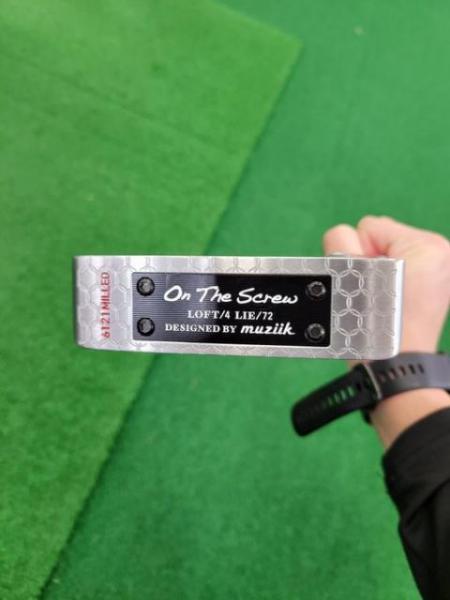 6121MILLED
On The Screw
LOFT/4 LIE/72
DESIGNED BY muziik